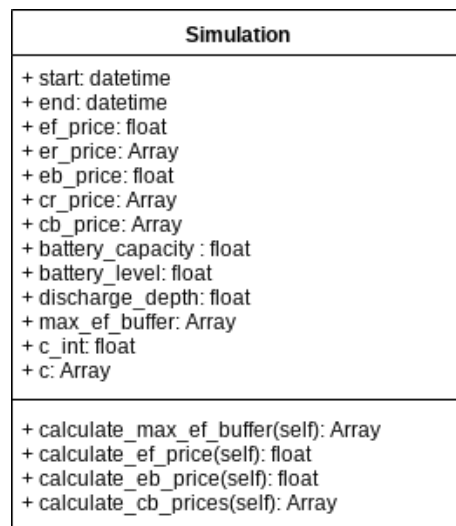 Simulation
+ start: datetime
+ end: datetime
+ ef_price: float
+ er_price: Array
+ eb_price: float
+ cr_price: Array
+ cb_price: Array
+ battery_capacity : float
+ battery_level: float
+ discharge_depth: float
+ max_ef_buffer: Array
+ c_int: float
+ c: Array
+ calculate_max_ef_buffer(self): Array
+ calculate_ef_price(self): float
+ calculate_eb_price(self): float
+ calculate_cb_prices(self): Array